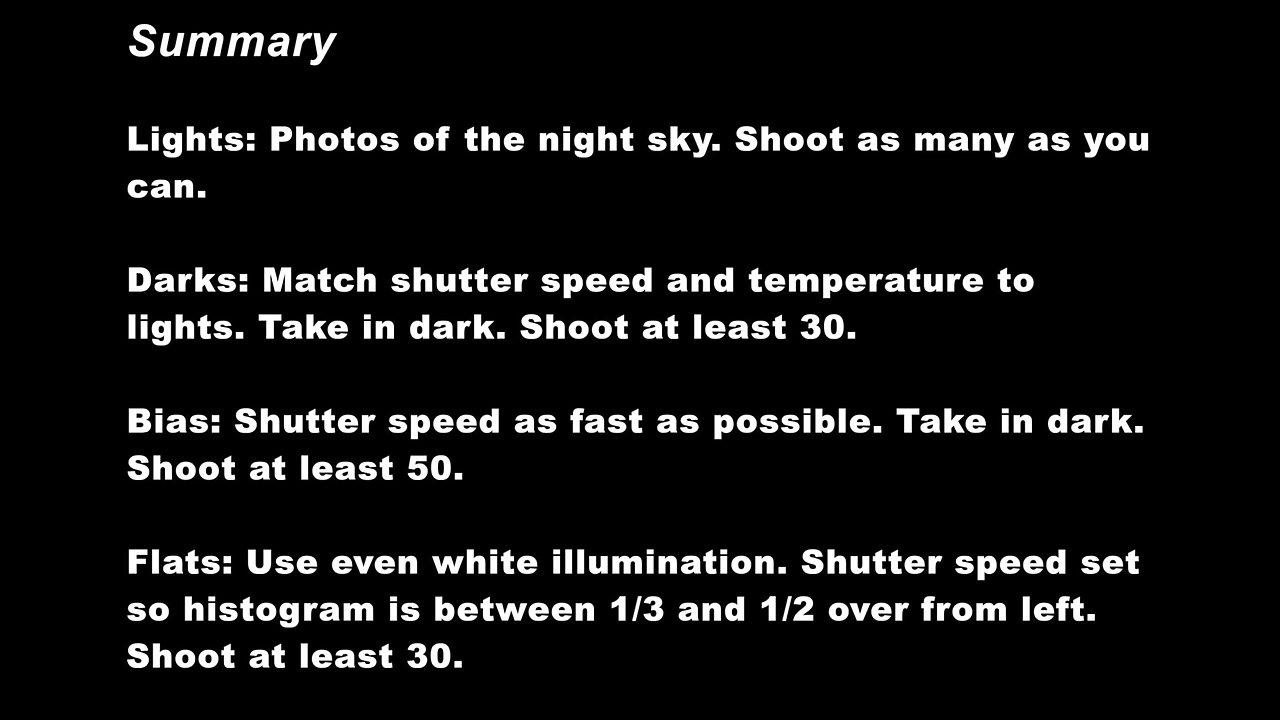 Summary
Lights: Photos of the night sky. Shoot as many as you
can.
Darks: Match shutter speed and temperature to
lights. Take in dark. Shoot at least 30.
Bias: Shutter speed as fast as possible. Take in dark.
Shoot at least 50.
Flats: Use even white illumination. Shutter speed set
so histogram is between 1/3 and 1/2 over from left.
Shoot at least 30.